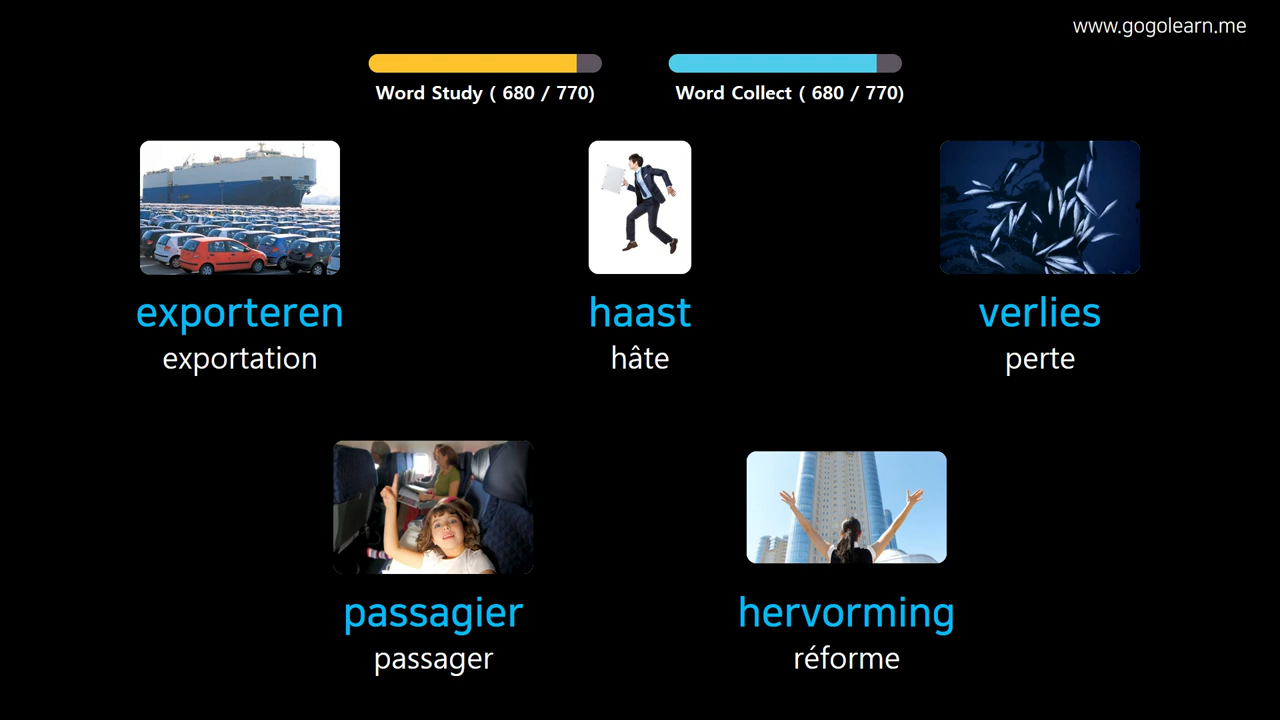 www.gogolearn.me
Word Study ( 680 / 770)
Word Collect ( 680 / 770)
exporteren
exportation
haast
hâte
verlies
perte
passagier
passager
hervorming
réforme